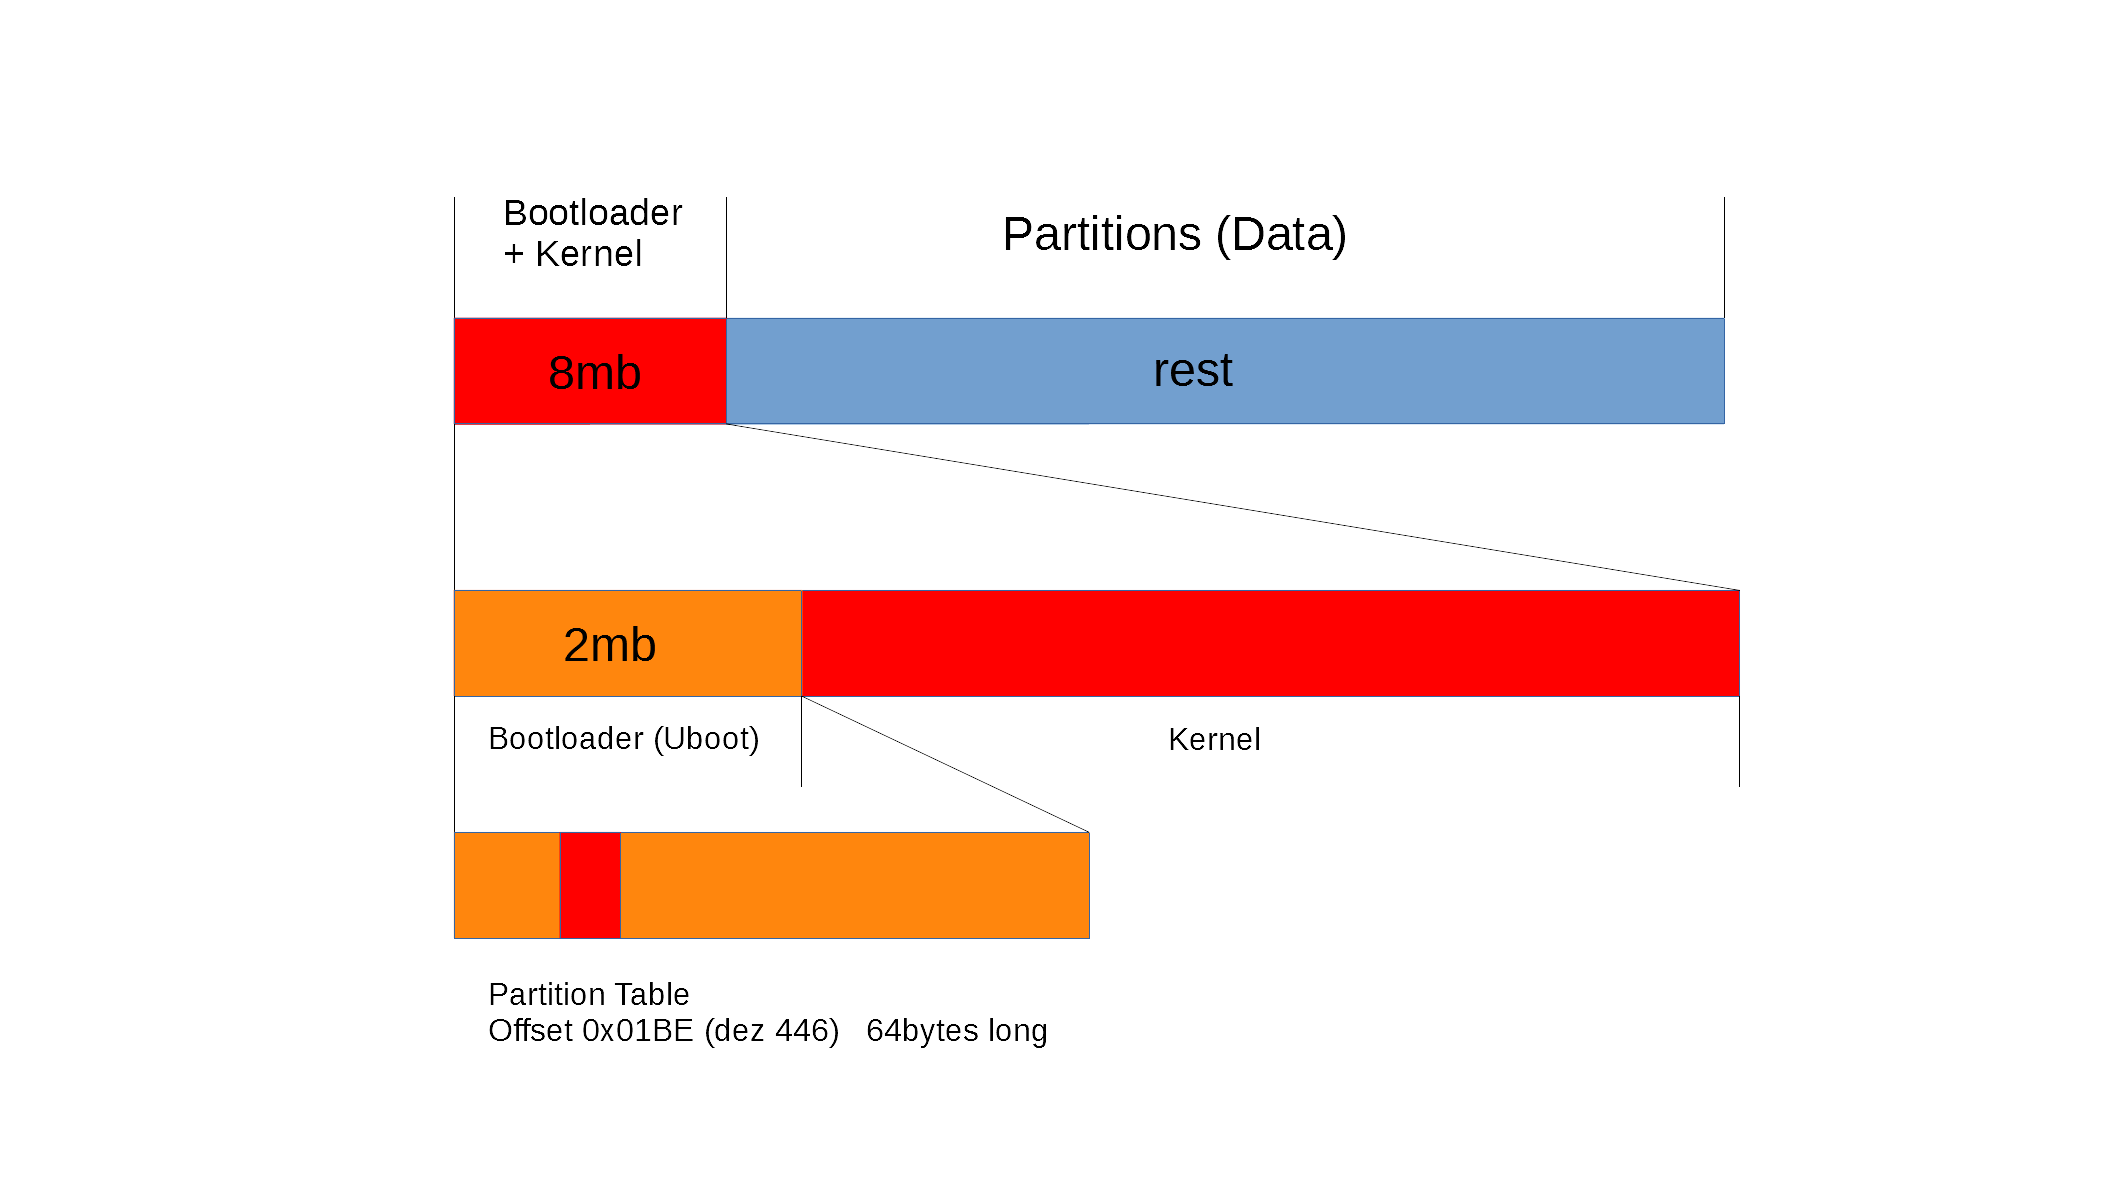 Bootloader
+ Kernel
Partitions (Data)
8mb
rest
2mb
Bootloader (Uboot)
Kernel
Partition Table
Offset 0x01BE (dez 446)   64bytes long